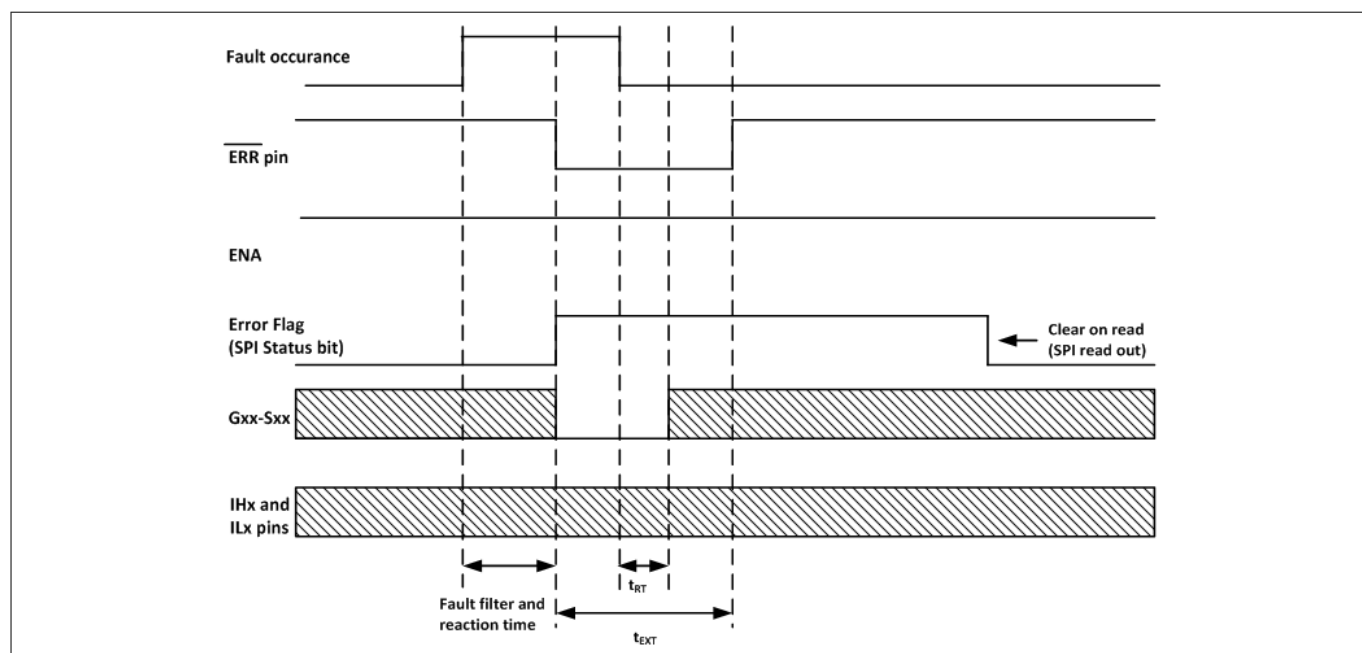 Fault occurance
ERR pin
ENA
Error Flag
(SPI Status bit)
Clear on read
(SPI read out)
Gxx-Sxx
IHx and
ILx pins
tRT
Fault filter and
reaction time
tEXT